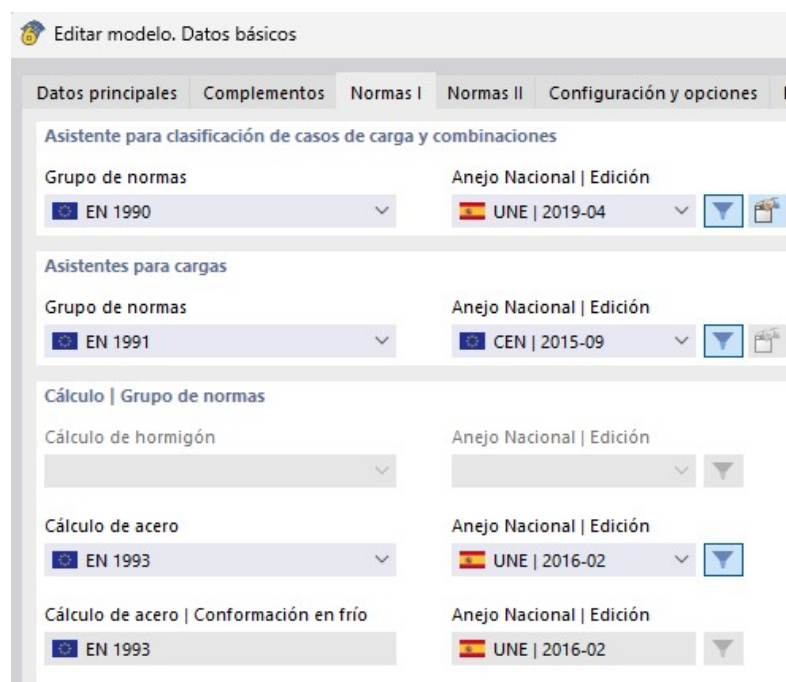 Editar modelo. Datos básicos
Datos principales Complementos Normas I Normas II Configuración y opciones
Asistente para clasificación de casos de carga y combinaciones
Grupo de normas Anejo Nacional | Edición
EN 1990 UNE | 2019-04
Asistentes para cargas
Grupo de normas Anejo Nacional | Edición
EN 1991 CEN | 2015-09
Cálculo | Grupo de normas
Cálculo de hormigón Anejo Nacional | Edición
Cálculo de acero Anejo Nacional | Edición
EN 1993 UNE | 2016-02
Cálculo de acero | Conformación en frío Anejo Nacional | Edición
EN 1993 UNE | 2016-02